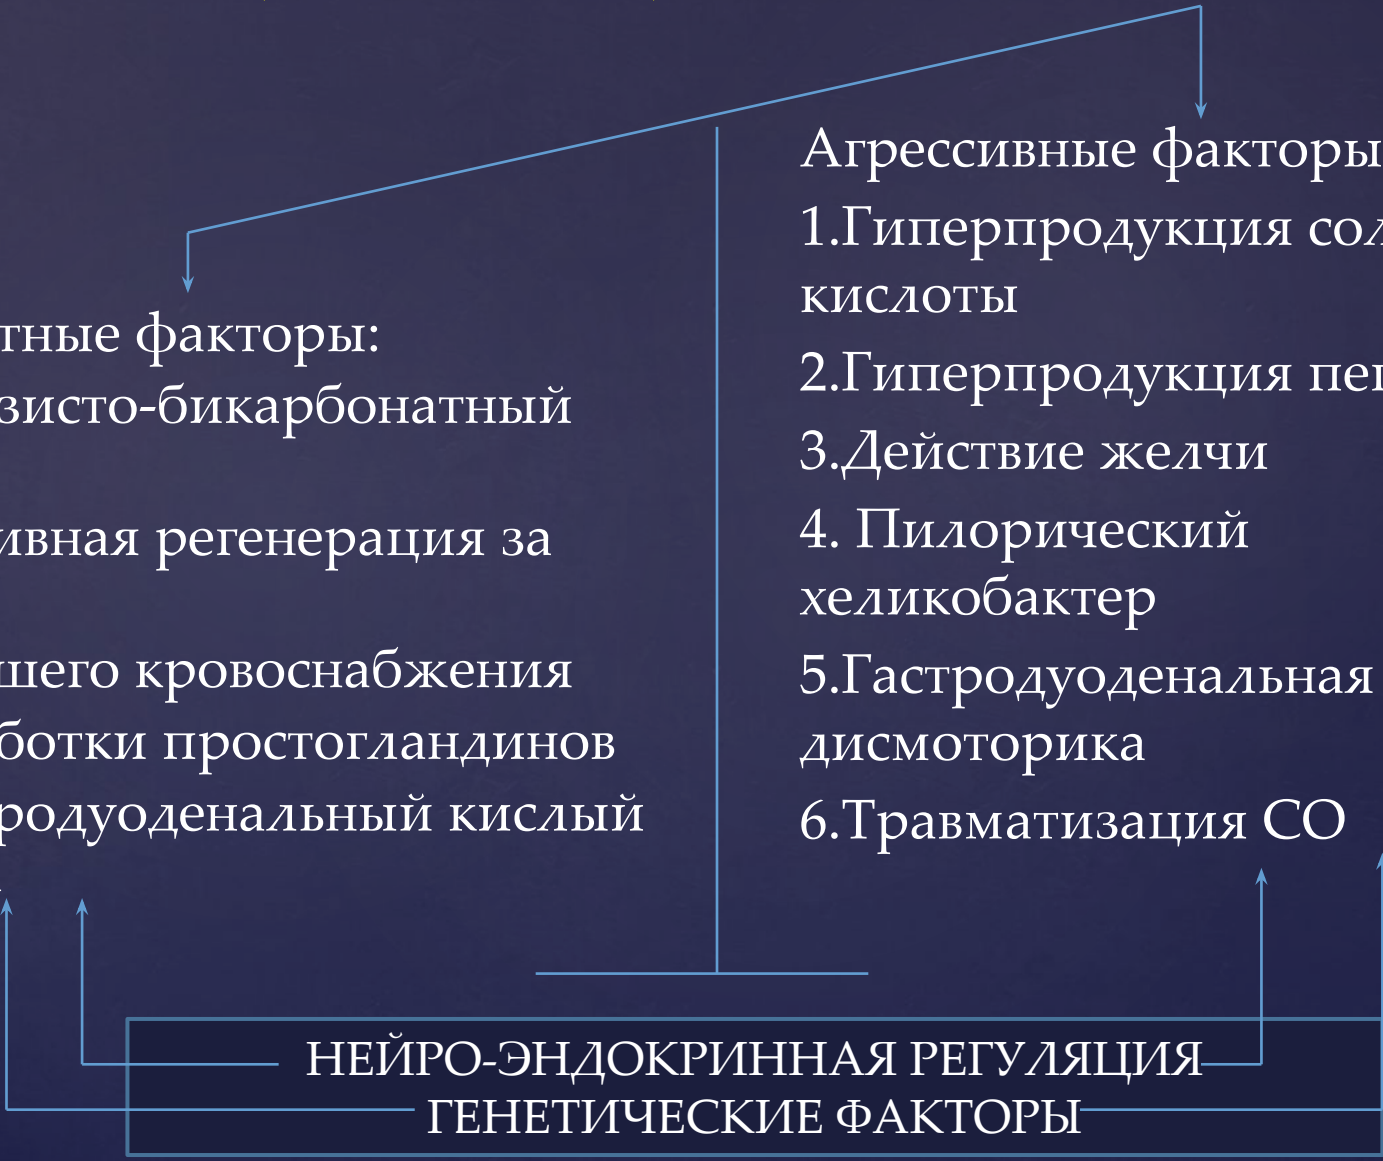 тные факторы:
зисто-бикарбонатный
ивная регенерация за
шего кровоснабжения
ботки простогландинов
родуоденальный кислый
Агрессивные факторы
1.Гиперпродукция сол
кислоты
2.Гиперпродукция пеп
3.Действие желчи
4. Пилорический
хеликобактер
5.Гастродуоденальная
дисмоторика
6.Травматизация СО
НЕЙРО-ЭНДОКРИННАЯ РЕГУЛЯЦИЯ
ГЕНЕТИЧЕСКИЕ ФАКТОРЫ